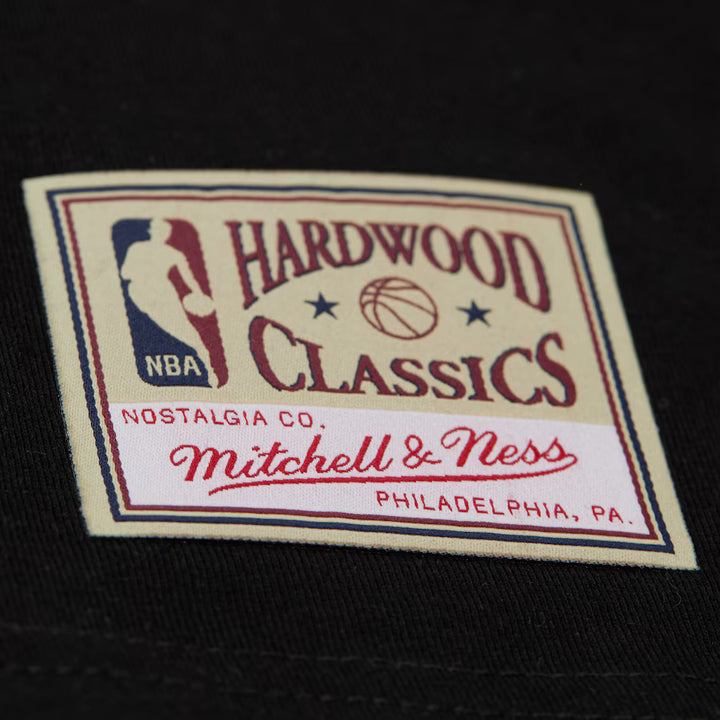 HARDWOOD
CLASSICS
NBA
NOSTALGIA CO.
Mitchell & Ness
PHILADELPHIA, PA.